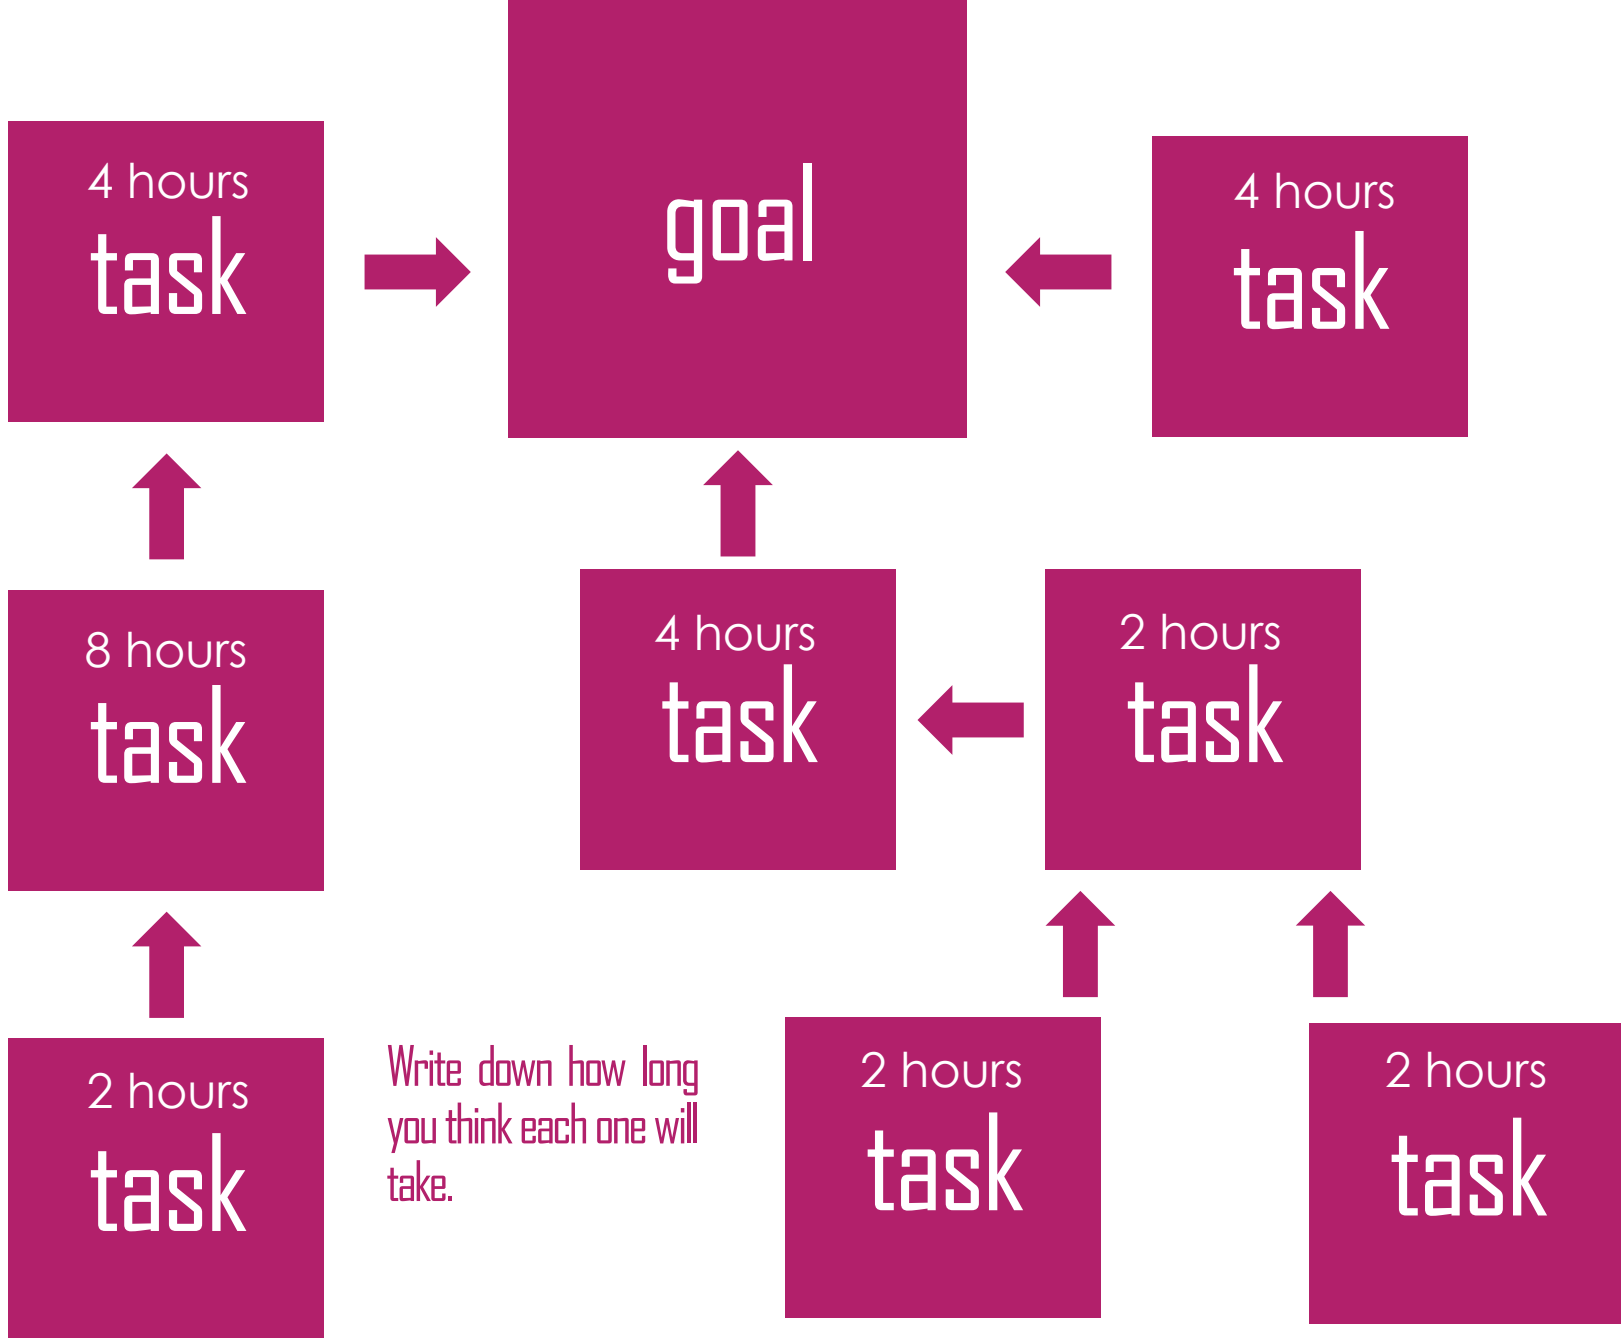 goal
4 hours
task
4 hours
task
8 hours
task
4 hours
task
2 hours
task
2 hours
task
Write down how long
you think each one will
take.
2 hours
task
2 hours
task